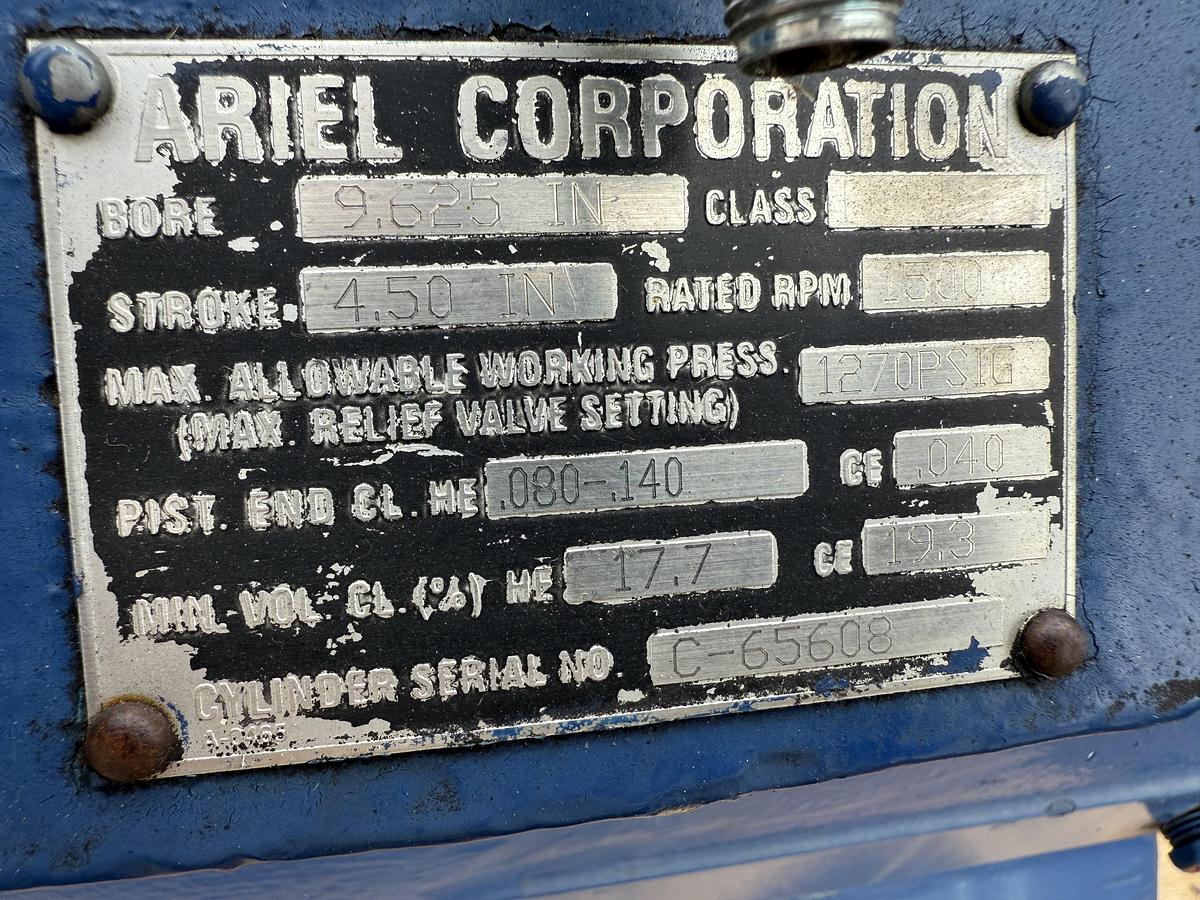 ARIEL CORPORATION
BORE 9.625 IN CLASS
STROKE 4.50 IN RATED RPM 1500
MAX. ALLOWABLE WORKING PRESS. 1270PSIG
(MAX. RELIEF VALVE SETTING)
PIST. END CL. HE .080-.140 CE .040
MIN. VOL CL. (%) HE 17.7 CE 19.3
CYLINDER SERIAL NO. C-65608